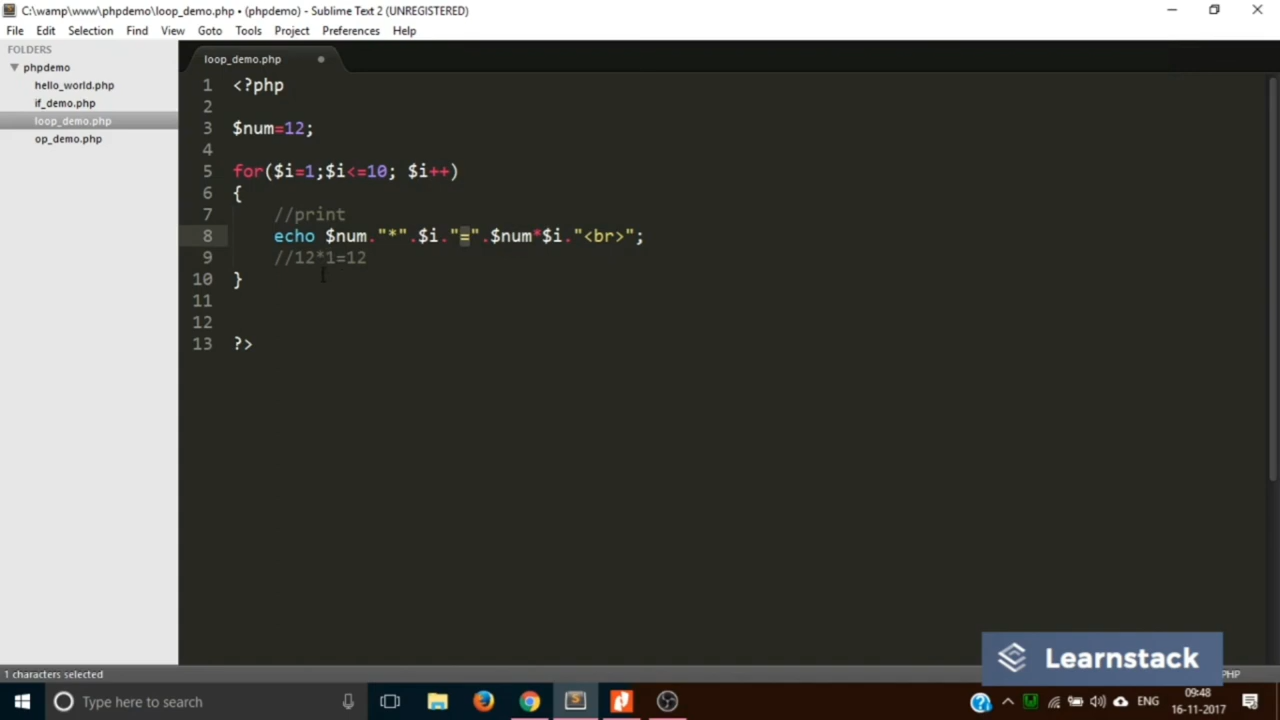 C:\wamp\www\phpdemo\loop_demo.php • (phpdemo) - Sublime Text 2 (UNREGISTERED)
File Edit Selection Find View Goto Tools Project Preferences Help
FOLDERS
phpdemo
hello_world.php
if_demo.php
loop_demo.php
op_demo.php
loop_demo.php
1 <?php
2
3 $num=12;
4
5 for($i=1;$i<=10; $i++)
6 {
7 //print
8 echo $num."*".$i."=".$num*$i."<br>";
9 //12*1=12
10 }
11
12
13 ?>
Learnstack
1 characters selected
PHP
Type here to search
ENG
09:48
16-11-2017